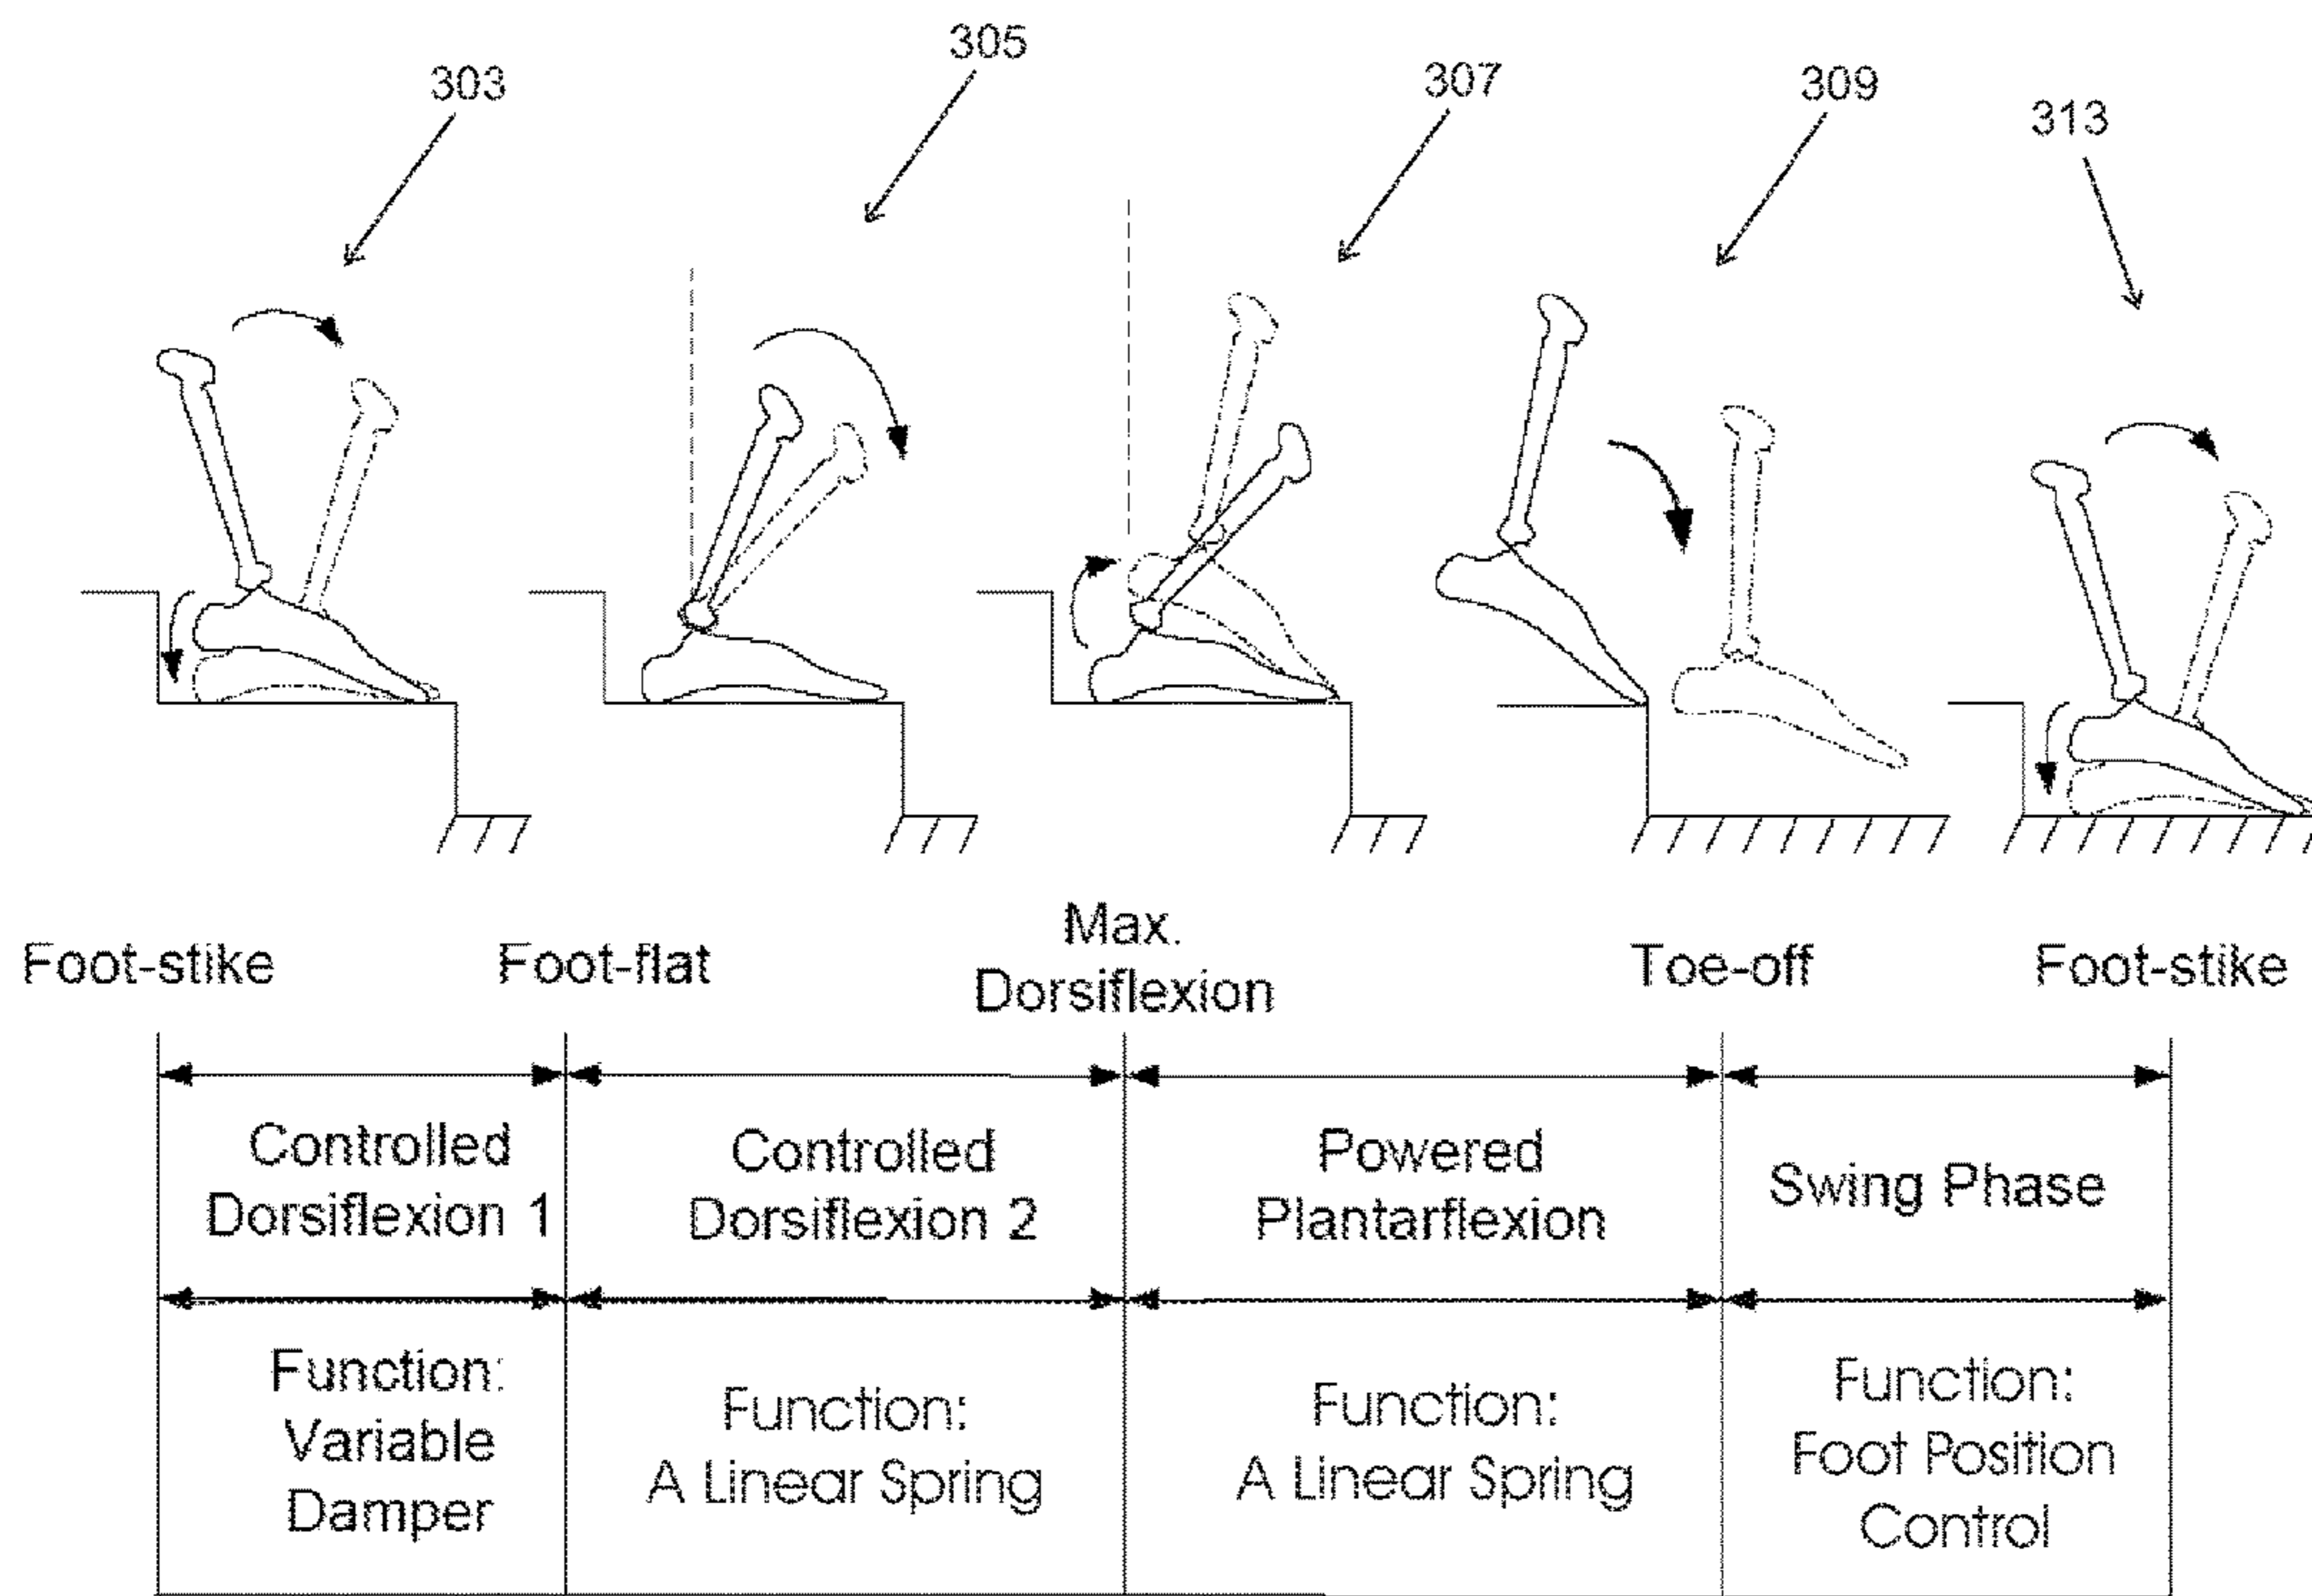 303
305
307
309
313
Foot-stike
Foot-flat
Max.
Dorsiflexion
Toe-off
Foot-stike
Controlled
Dorsiflexion 1
Controlled
Dorsiflexion 2
Powered
Plantarflexion
Swing Phase
Function:
Variable
Damper
Function:
A Linear Spring
Function:
A Linear Spring
Function:
Foot Position
Control